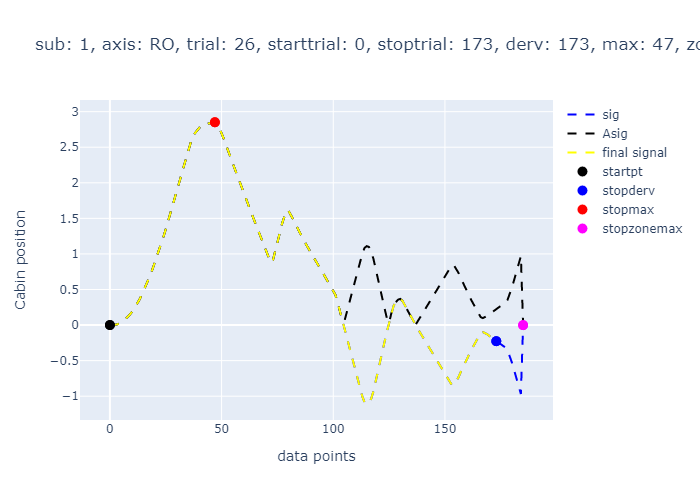 sub: 1, axis: RO, trial: 26, starttrial: 0, stoptrial: 173, derv: 173, max: 47, zo
3
2.5
2
1.5
1
0.5
0
−0.5
−1
Cabin position
0
50
100
150
data points
sig
Asig
final signal
startpt
stopderv
stopmax
stopzonemax